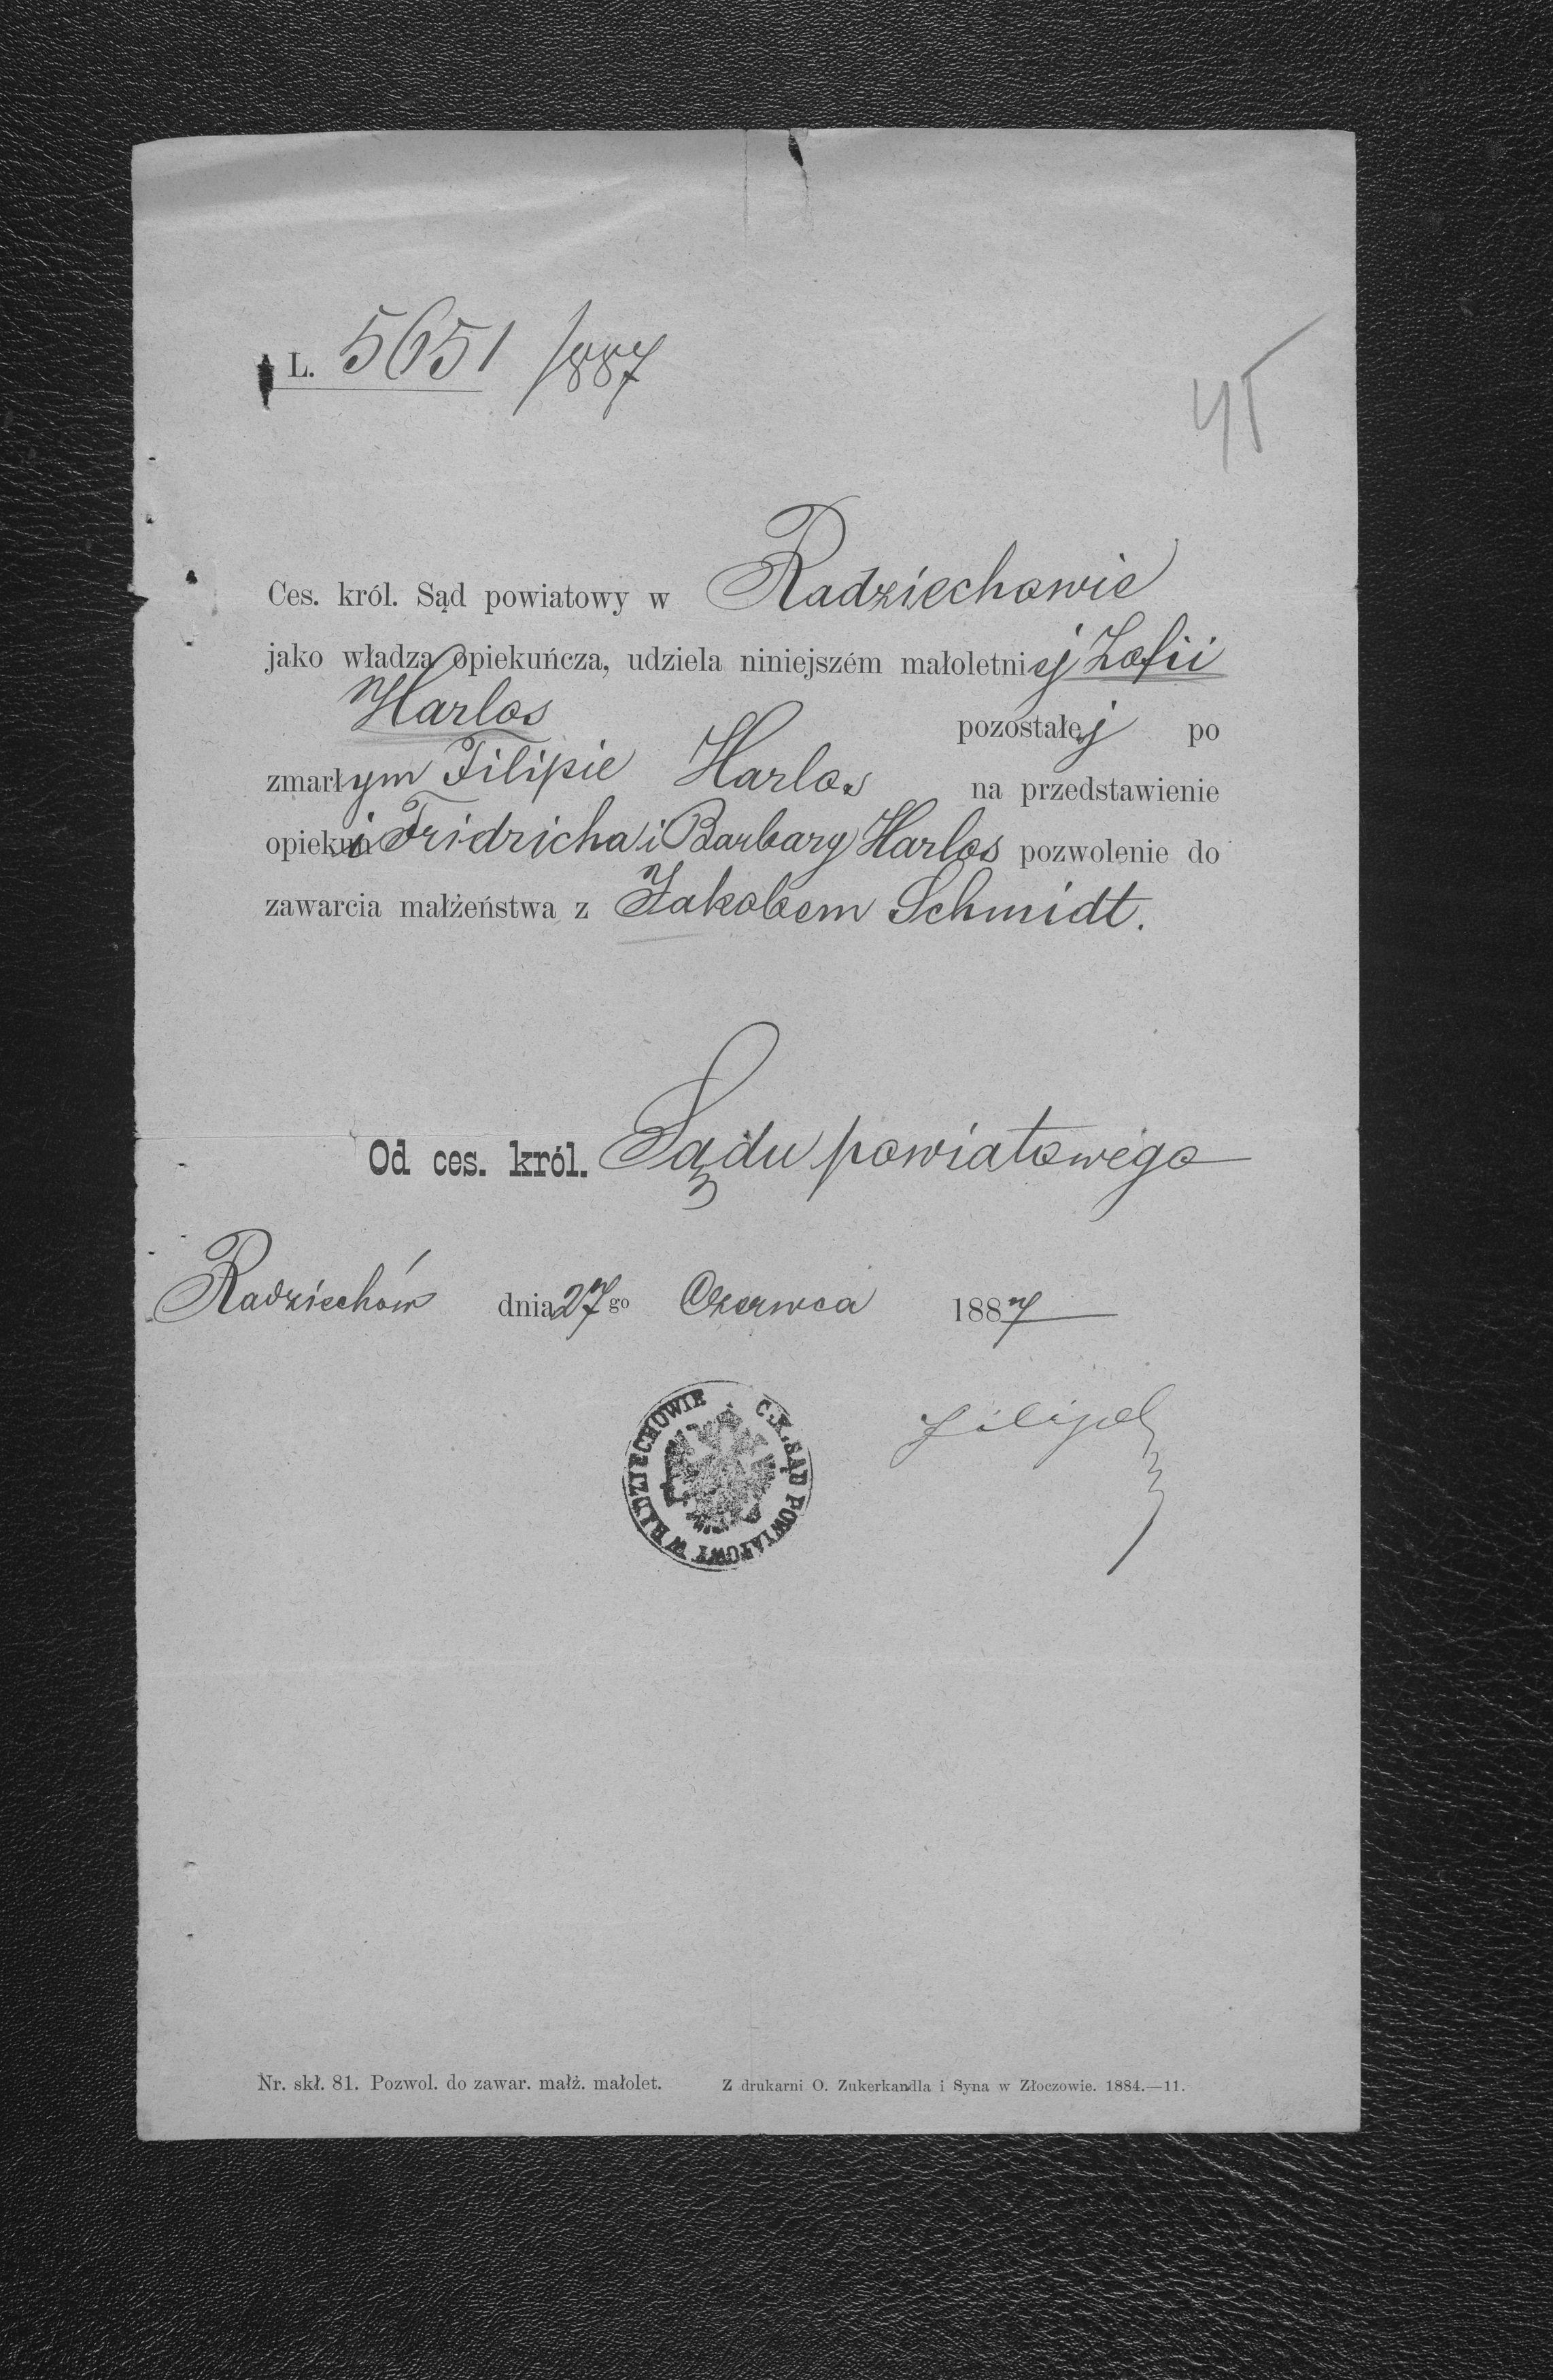 L. 5651 /887
45
Ces. król. Sąd powiatowy w Radziechowie
jako władza opiekuńcza, udziela niniejszém małoletniej Zofii
Harlos pozostałej po
zmarłym Filipie Harlos na przedstawienie
opiekuni Fridricha i Barbary Harlos pozwolenie do
zawarcia małżeństwa z Jakobem Schmidt.
Od ces. król. Sądu powiatowego
Radziechów dnia 27go Czerwca 1887
C. K. SĄD POWIATOWY W RADZIECHOWIE
Nr. skł. 81. Pozwol. do zawar. małż. małolet. Z drukarni O. Zukerkandla i Syna w Złoczowie. 1884.—11.